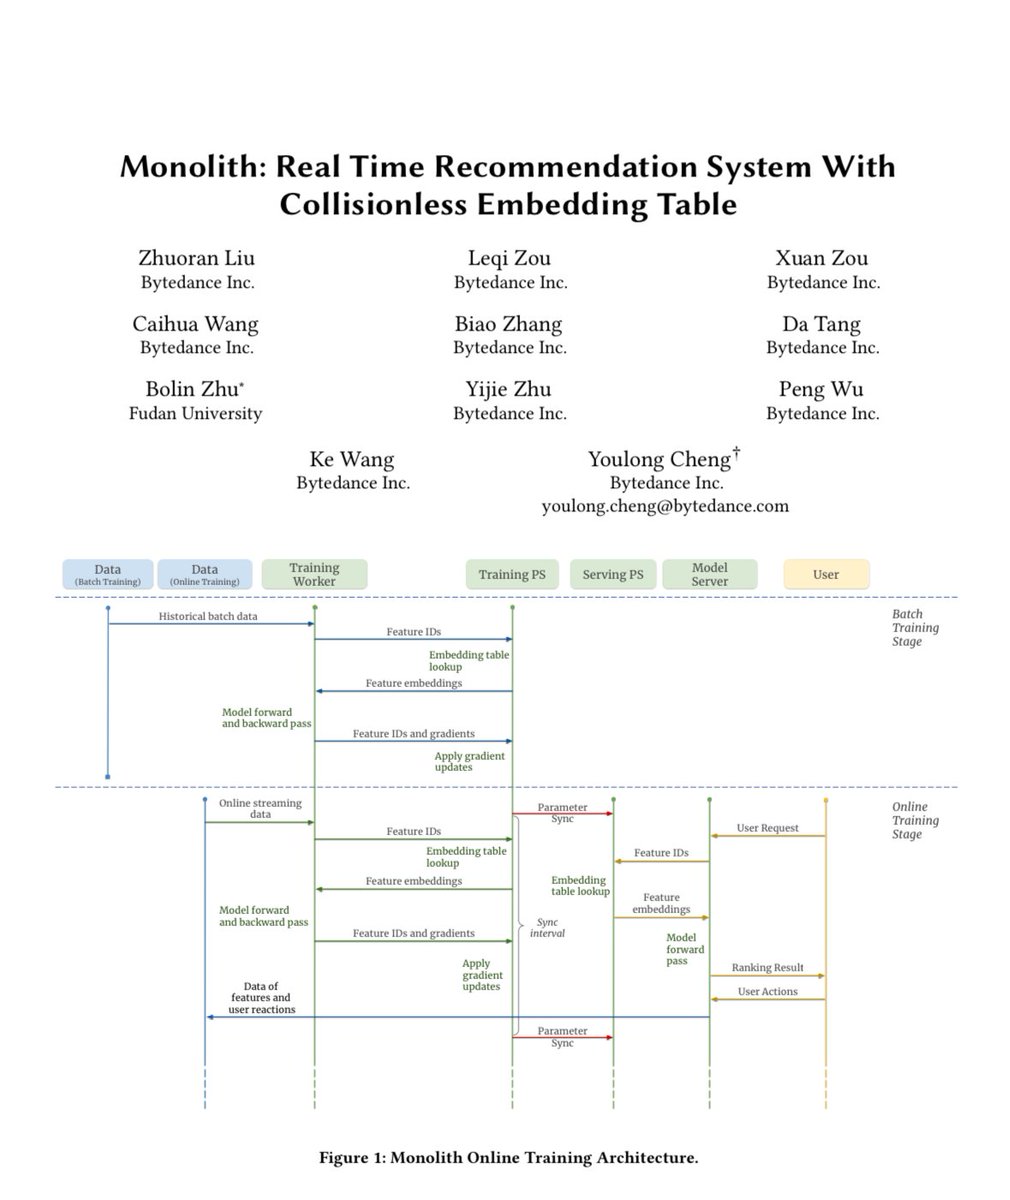 Monolith: Real Time Recommendation System With
Collisionless Embedding Table
Zhuoran Liu
Bytedance Inc.
Leqi Zou
Bytedance Inc.
Xuan Zou
Bytedance Inc.
Caihua Wang
Bytedance Inc.
Biao Zhang
Bytedance Inc.
Da Tang
Bytedance Inc.
Bolin Zhu*
Fudan University
Yijie Zhu
Bytedance Inc.
Peng Wu
Bytedance Inc.
Ke Wang
Bytedance Inc.
Youlong Cheng†
Bytedance Inc.
youlong.cheng@bytedance.com
Data
(Batch Training)
Data
(Online Training)
Training
Worker
Training PS
Serving PS
Model
Server
User
Batch
Training
Stage
Historical batch data
Feature IDs
Embedding table
lookup
Feature embeddings
Model forward
and backward pass
Feature IDs and gradients
Apply gradient
updates
Online
Training
Stage
Online streaming
data
Parameter
Sync
User Request
Feature IDs
Embedding table
lookup
Feature IDs
Feature embeddings
Embedding
table lookup
Feature
embeddings
Model forward
and backward pass
Feature IDs and gradients
Sync
interval
Model
forward
pass
Apply
gradient
updates
Ranking Result
User Actions
Data of
features and
user reactions
Parameter
Sync
Figure 1: Monolith Online Training Architecture.